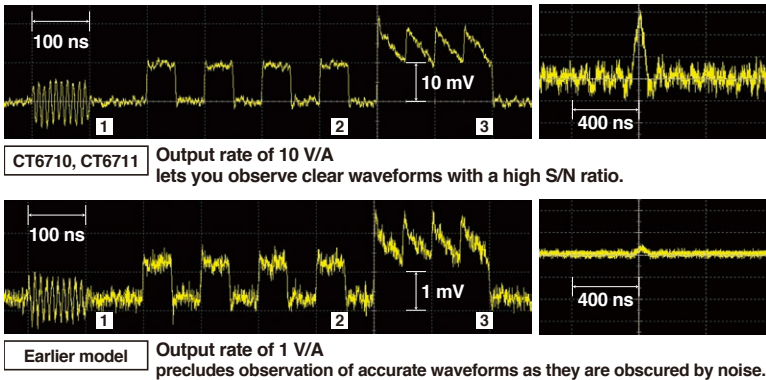 100 ns
10 mV
1
2
3
400 ns
CT6710, CT6711
Output rate of 10 V/A
lets you observe clear waveforms with a high S/N ratio.
100 ns
1 mV
1
2
3
400 ns
Earlier model
Output rate of 1 V/A
precludes observation of accurate waveforms as they are obscured by noise.